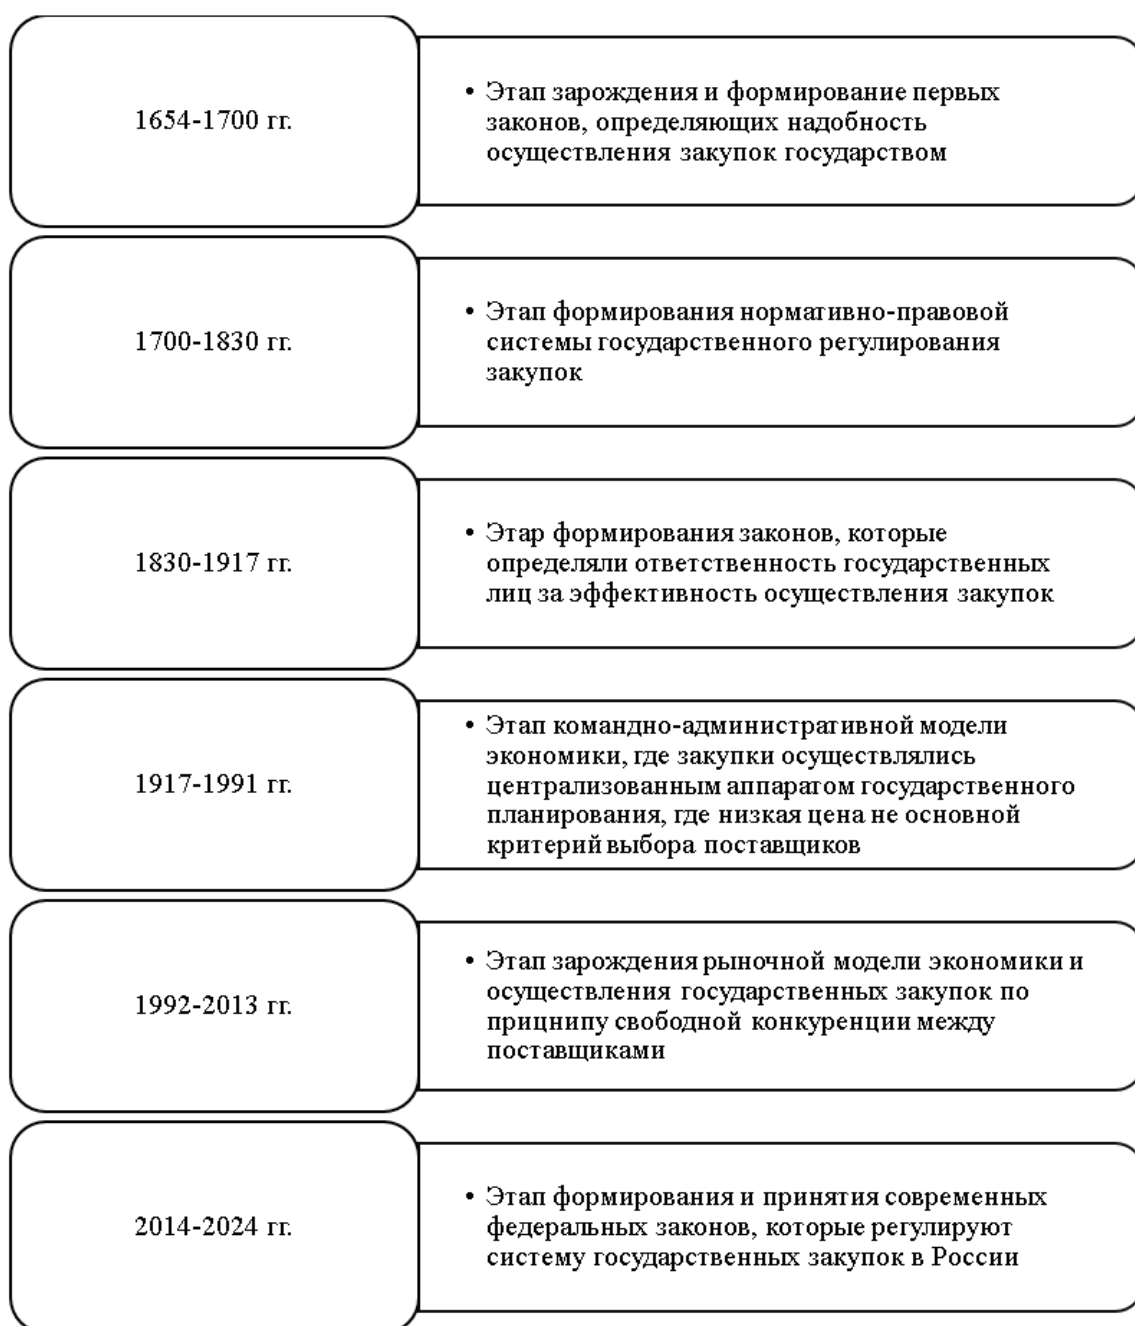 1654-1700 гг.
• Этап зарождения и формирование первых
законов, определяющих надобность
осуществления закупок государством
1700-1830 гг.
• Этап формирования нормативно-правовой
системы государственного регулирования
закупок
1830-1917 гг.
• Этар формирования законов, которые
определяли ответственность государственных
лиц за эффективность осуществления закупок
1917-1991 гг.
• Этап командно-административной модели
экономики, где закупки осуществлялись
централизованным аппаратом государственного
планирования, где низкая цена не основной
критерий выбора поставщиков
1992-2013 гг.
• Этап зарождения рыночной модели экономики и
осуществления государственных закупок по
прицнипу свободной конкуренции между
поставщиками
2014-2024 гг.
• Этап формирования и принятия современных
федеральных законов, которые регулируют
систему государственных закупок в России